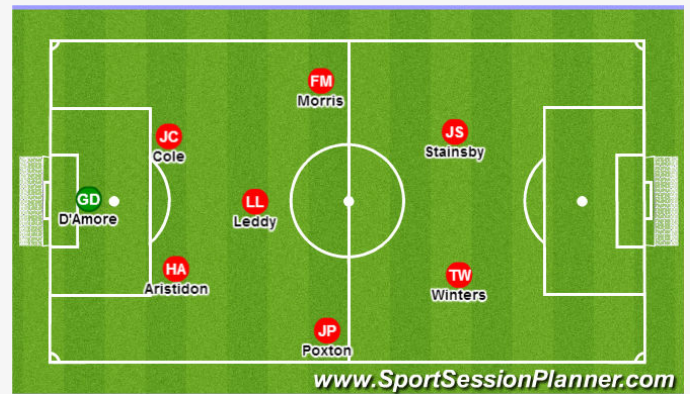 FM
Morris
JC
Cole
JS
Stainsby
GD
D'Amore
LL
Leddy
HA
Aristidon
TW
Winters
JP
Poxton
www.SportSessionPlanner.com